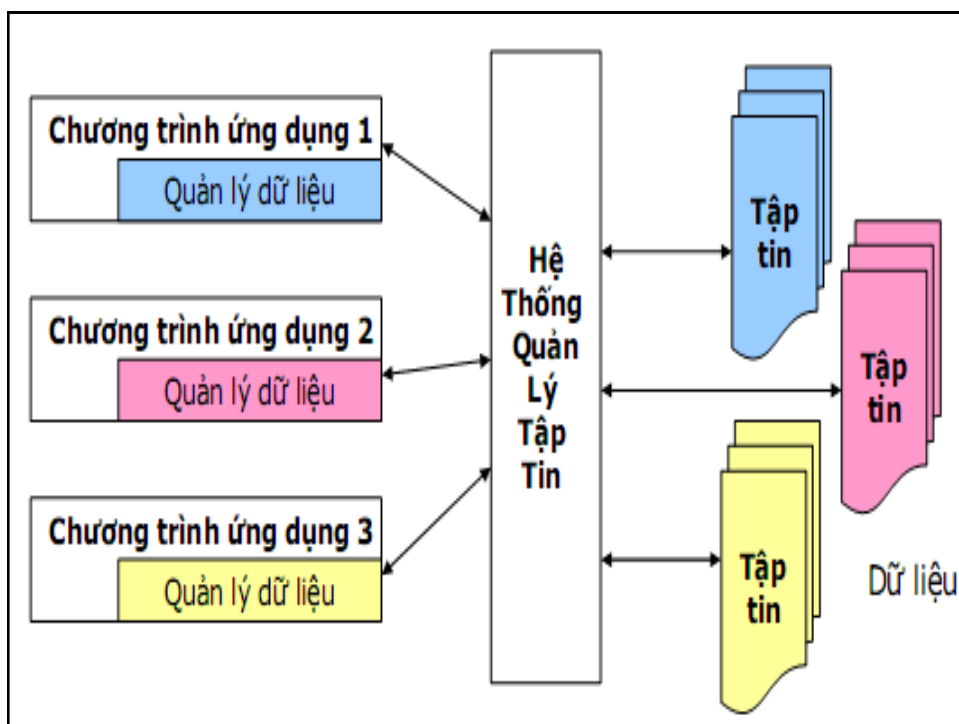 Chương trình ứng dụng 1
Quản lý dữ liệu
Chương trình ứng dụng 2
Quản lý dữ liệu
Chương trình ứng dụng 3
Quản lý dữ liệu
Hệ
Thống
Quản
Lý
Tập
Tin
Tập
tin
Tập
tin
Tập
tin
Dữ liệu